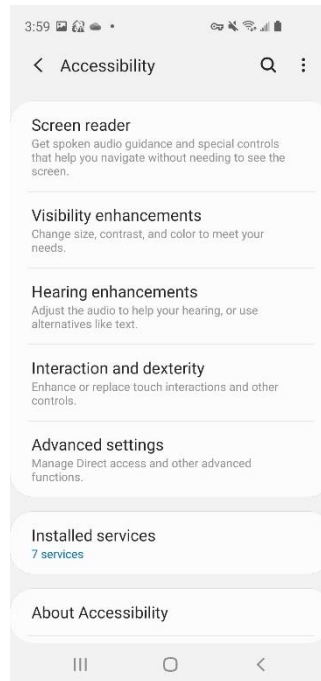 3:59
Accessibility
Screen reader
Get spoken audio guidance and special controls
that help you navigate without needing to see the
screen.
Visibility enhancements
Change size, contrast, and color to meet your
needs.
Hearing enhancements
Adjust the audio to help your hearing, or use
alternatives like text.
Interaction and dexterity
Enhance or replace touch interactions and other
controls.
Advanced settings
Manage Direct access and other advanced
functions.
Installed services
7 services
About Accessibility